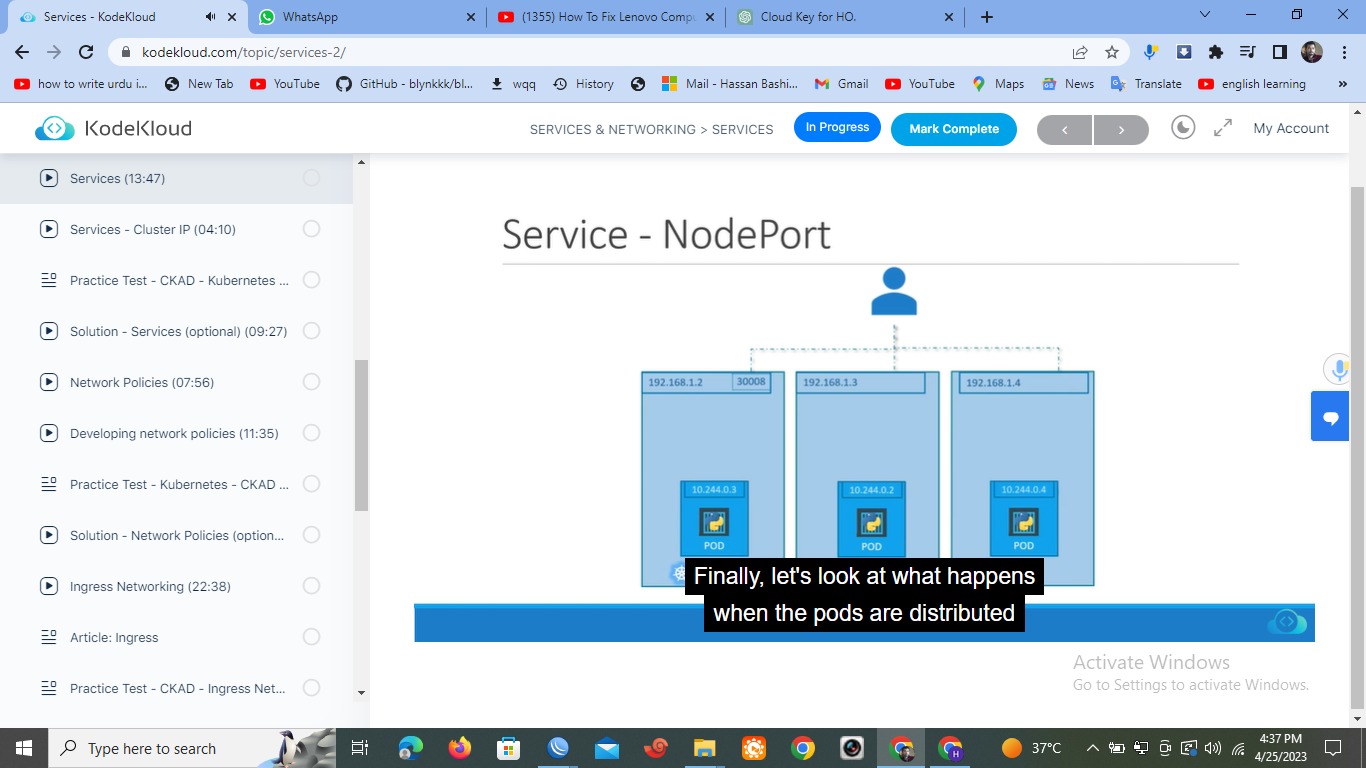 Services - KodeKloud
WhatsApp
(1355) How To Fix Lenovo Compu
Cloud Key for HO.
kodekloud.com/topic/services-2/
how to write urdu i...
New Tab
YouTube
GitHub - blynkkk/bl...
wqq
History
Mail - Hassan Bashi...
Gmail
YouTube
Maps
News
Translate
english learning
»
KodeKloud
SERVICES & NETWORKING > SERVICES
In Progress
Mark Complete
My Account
Services (13:47)
Services - Cluster IP (04:10)
Practice Test - CKAD - Kubernetes ...
Solution - Services (optional) (09:27)
Network Policies (07:56)
Developing network policies (11:35)
Practice Test - Kubernetes - CKAD ...
Solution - Network Policies (option...
Ingress Networking (22:38)
Article: Ingress
Practice Test - CKAD - Ingress Net...
Service - NodePort
192.168.1.2 30008
192.168.1.3
192.168.1.4
10.244.0.3
POD
10.244.0.2
POD
10.244.0.4
POD
Finally, let's look at what happens
when the pods are distributed
Activate Windows
Go to Settings to activate Windows.
Type here to search
H
37°C
4:37 PM
4/25/2023